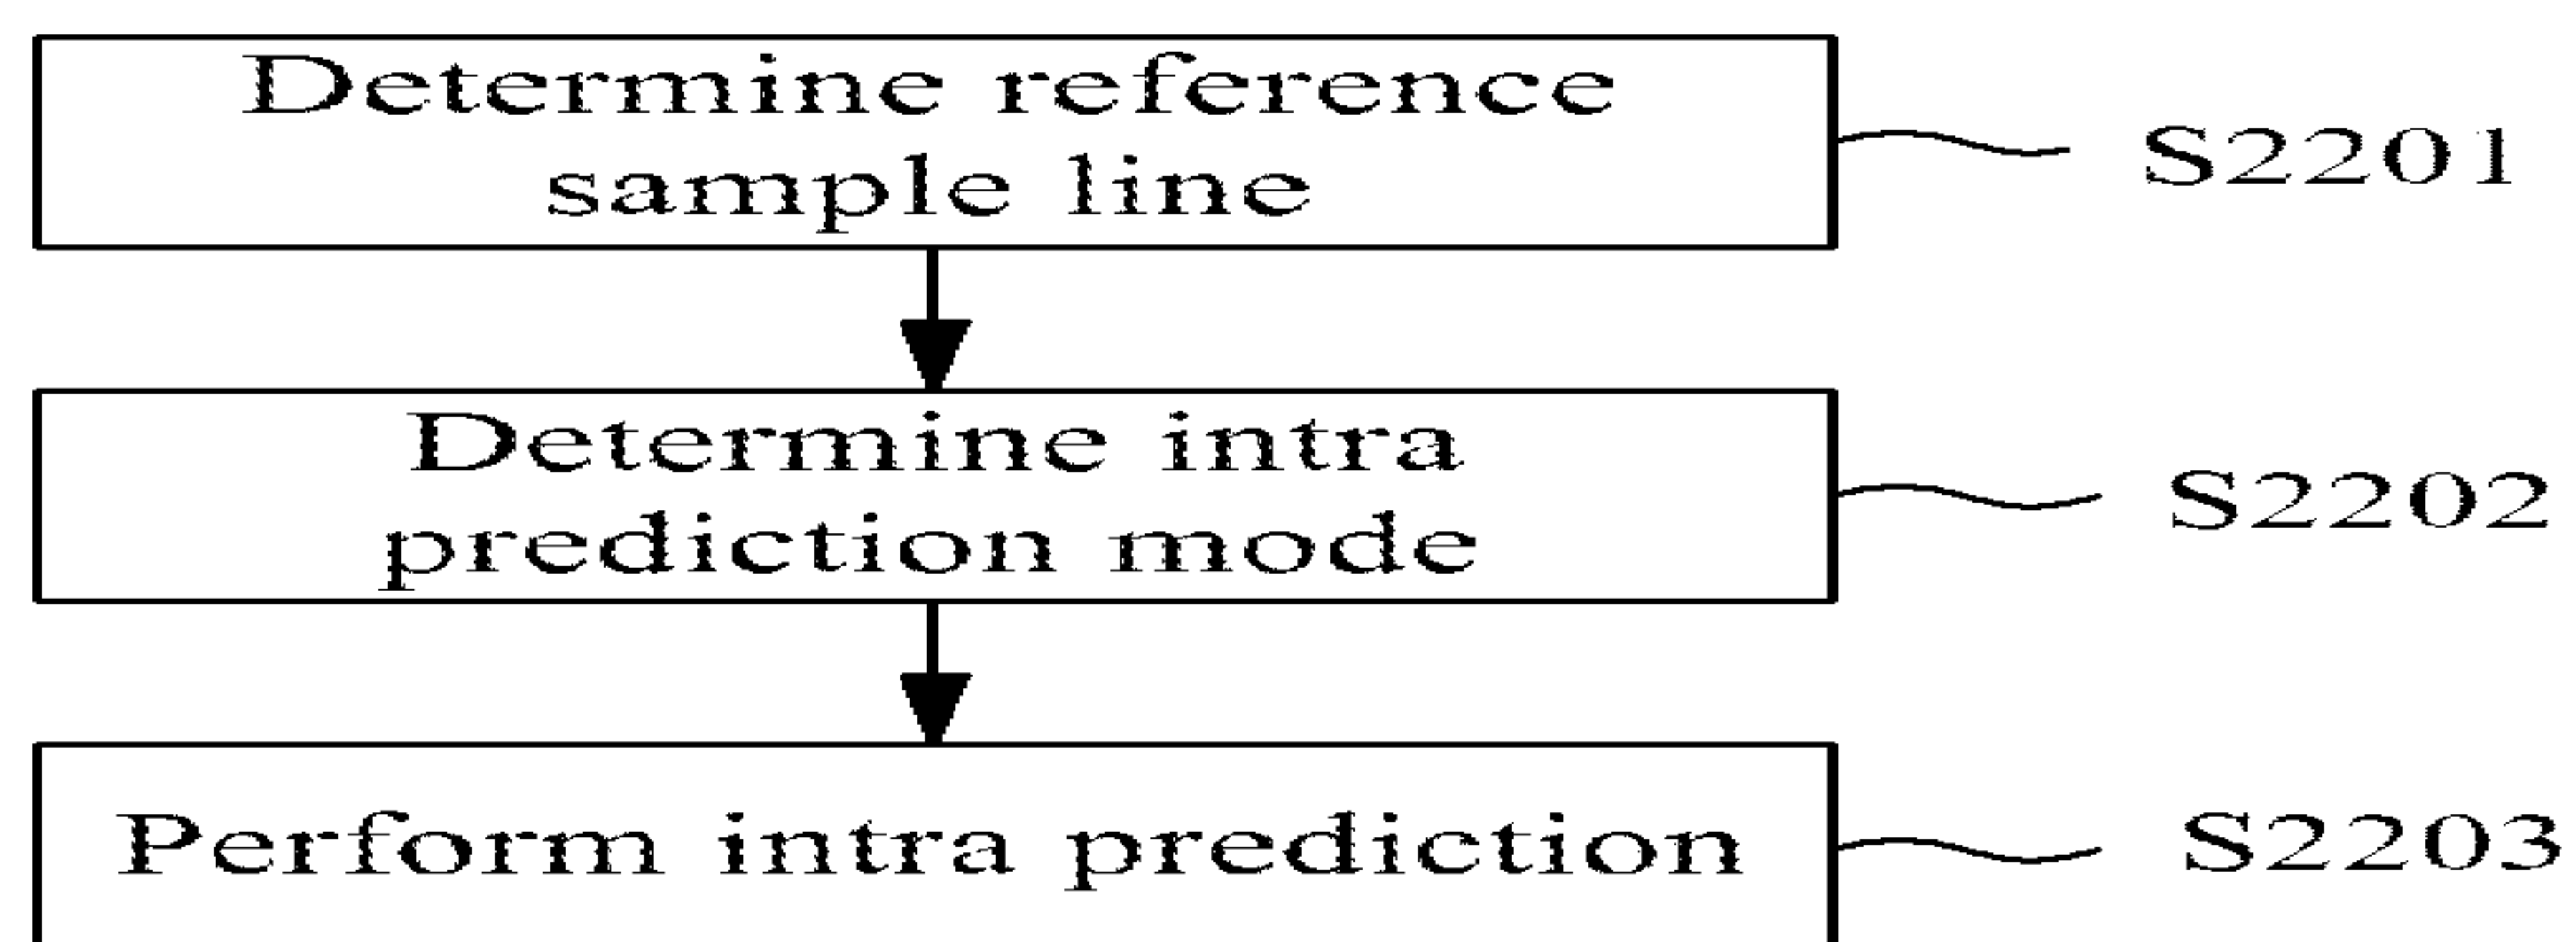 Determine reference
sample line
S2201
Determine intra
prediction mode
S2202
Perform intra prediction
S2203